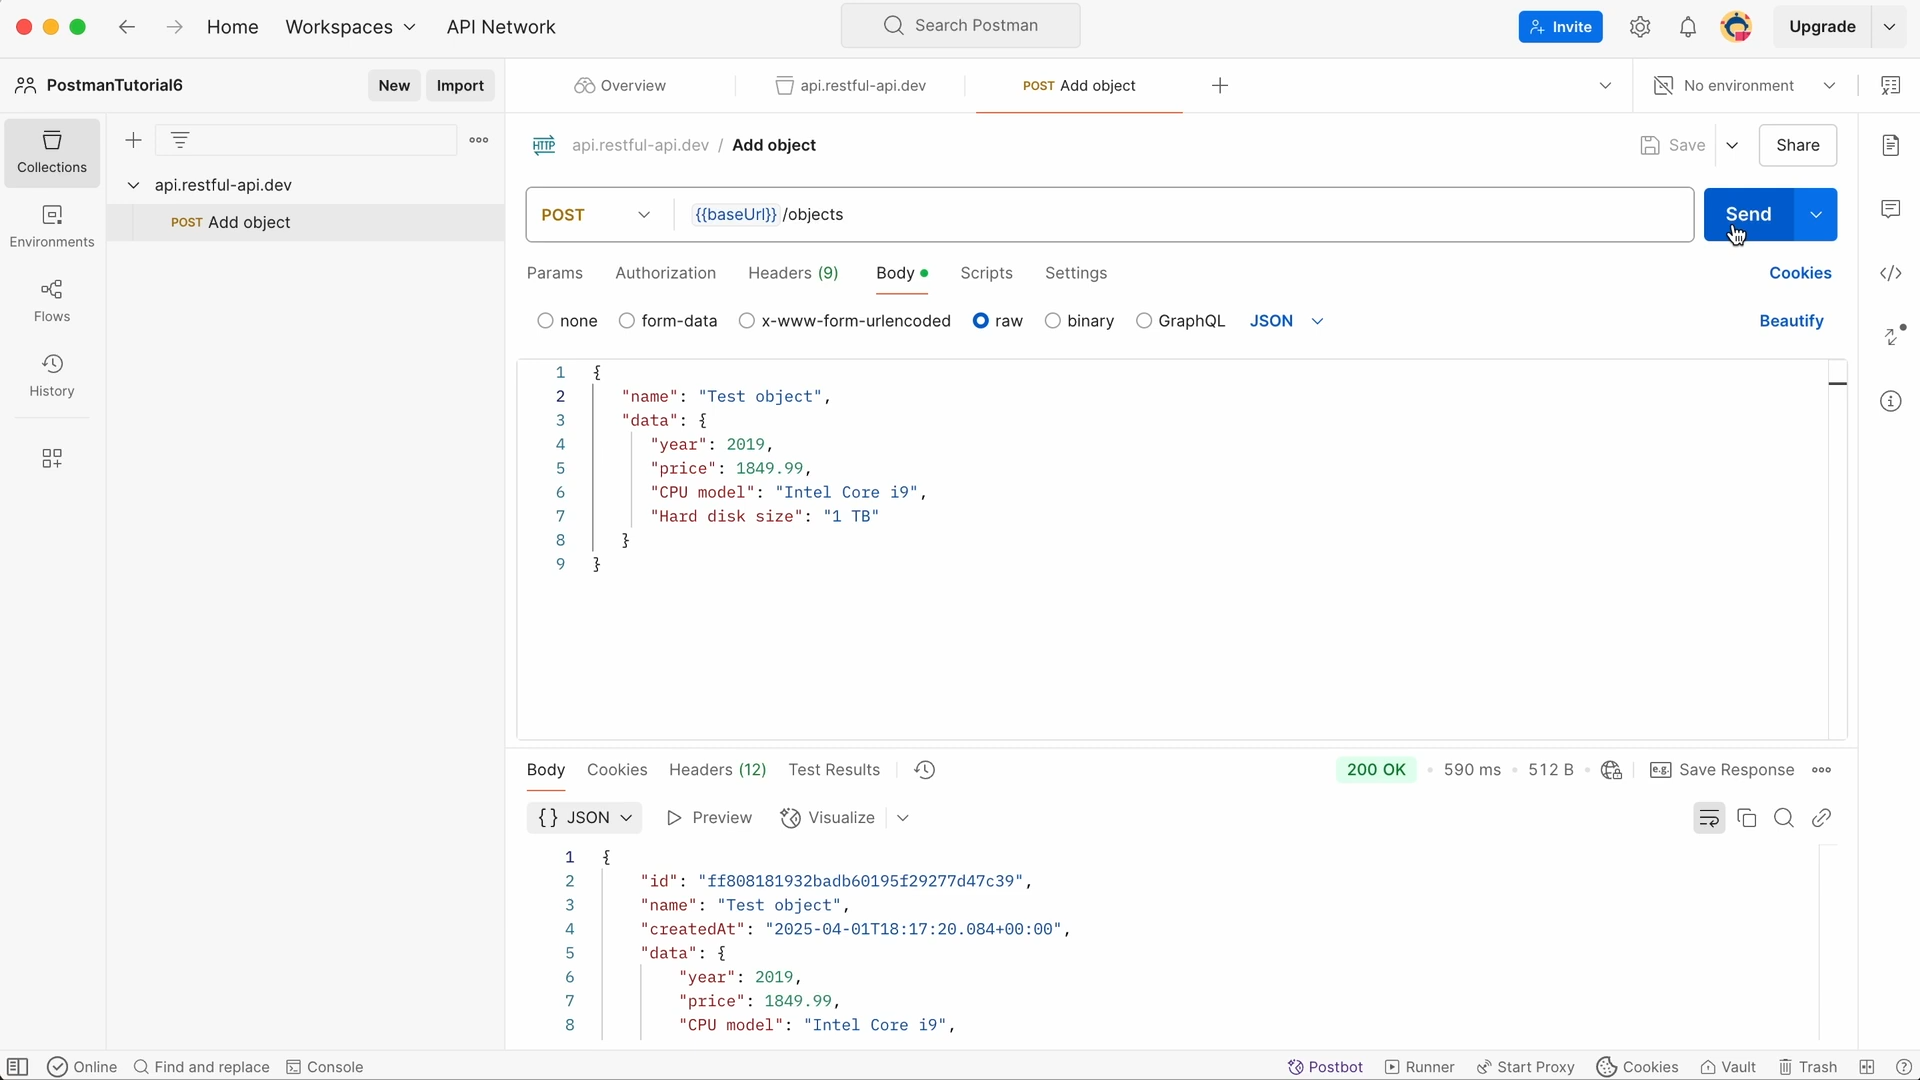 Home Workspaces API Network Search Postman Invite Upgrade
PostmanTutorial6 New Import Overview api.restful-api.dev POST Add object No environment
Collections
Environments
Flows
History
api.restful-api.dev
POST Add object
HTTP api.restful-api.dev / Add object Save Share
POST {{baseUrl}} /objects Send
Params Authorization Headers (9) Body Scripts Settings Cookies
none form-data x-www-form-urlencoded raw binary GraphQL JSON Beautify
1 {
2 "name": "Test object",
3 "data": {
4 "year": 2019,
5 "price": 1849.99,
6 "CPU model": "Intel Core i9",
7 "Hard disk size": "1 TB"
8 }
9 }
Body Cookies Headers (12) Test Results 200 OK • 590 ms • 512 B • e.g. Save Response
{} JSON Preview Visualize
1 {
2 "id": "ff808181932badb60195f29277d47c39",
3 "name": "Test object",
4 "createdAt": "2025-04-01T18:17:20.084+00:00",
5 "data": {
6 "year": 2019,
7 "price": 1849.99,
8 "CPU model": "Intel Core i9",
Online Find and replace Console Postbot Runner Start Proxy Cookies Vault Trash